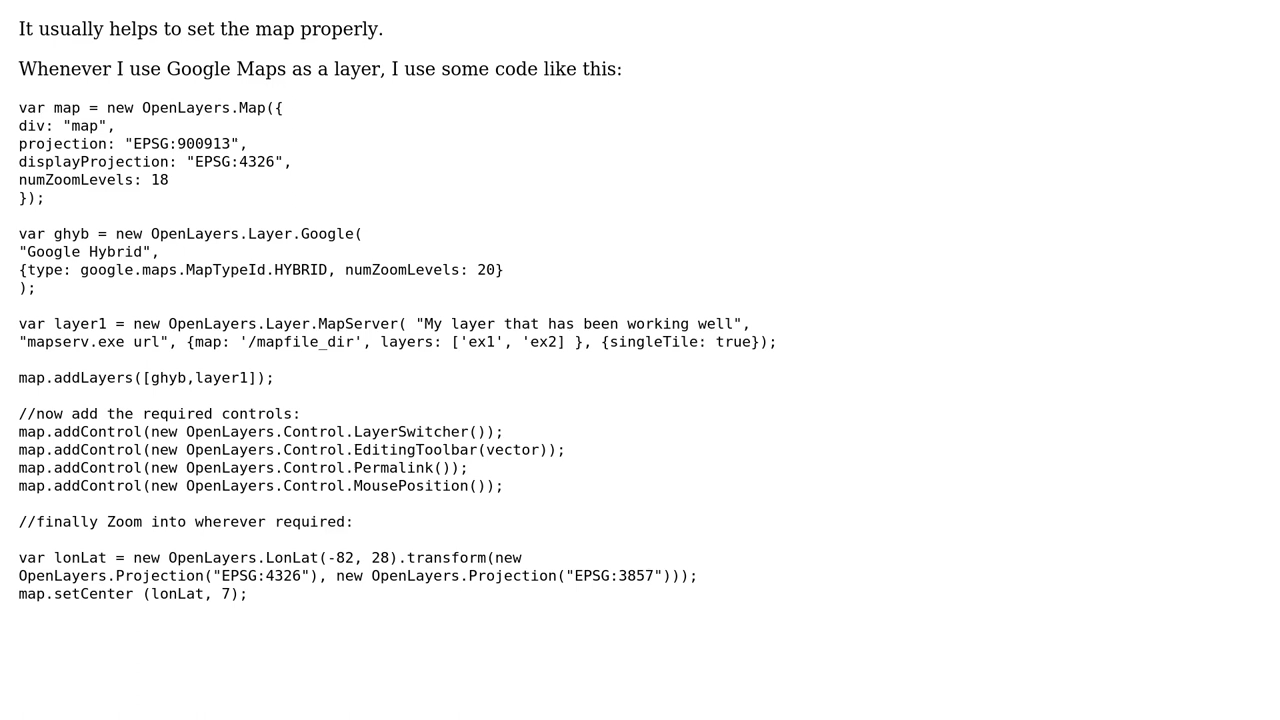 It usually helps to set the map properly.
Whenever I use Google Maps as a layer, I use some code like this:
var map = new OpenLayers.Map({
div: "map",
projection: "EPSG:900913",
displayProjection: "EPSG:4326",
numZoomLevels: 18
});
var ghyb = new OpenLayers.Layer.Google(
"Google Hybrid",
{type: google.maps.MapTypeId.HYBRID, numZoomLevels: 20}
);
var layer1 = new OpenLayers.Layer.MapServer( "My layer that has been working well",
"mapserv.exe url", {map: '/mapfile_dir', layers: ['ex1', 'ex2] }, {singleTile: true});
map.addLayers([ghyb,layer1]);
//now add the required controls:
map.addControl(new OpenLayers.Control.LayerSwitcher());
map.addControl(new OpenLayers.Control.EditingToolbar(vector));
map.addControl(new OpenLayers.Control.Permalink());
map.addControl(new OpenLayers.Control.MousePosition());
//finally Zoom into wherever required:
var lonLat = new OpenLayers.LonLat(-82, 28).transform(new
OpenLayers.Projection("EPSG:4326"), new OpenLayers.Projection("EPSG:3857")));
map.setCenter (lonLat, 7);